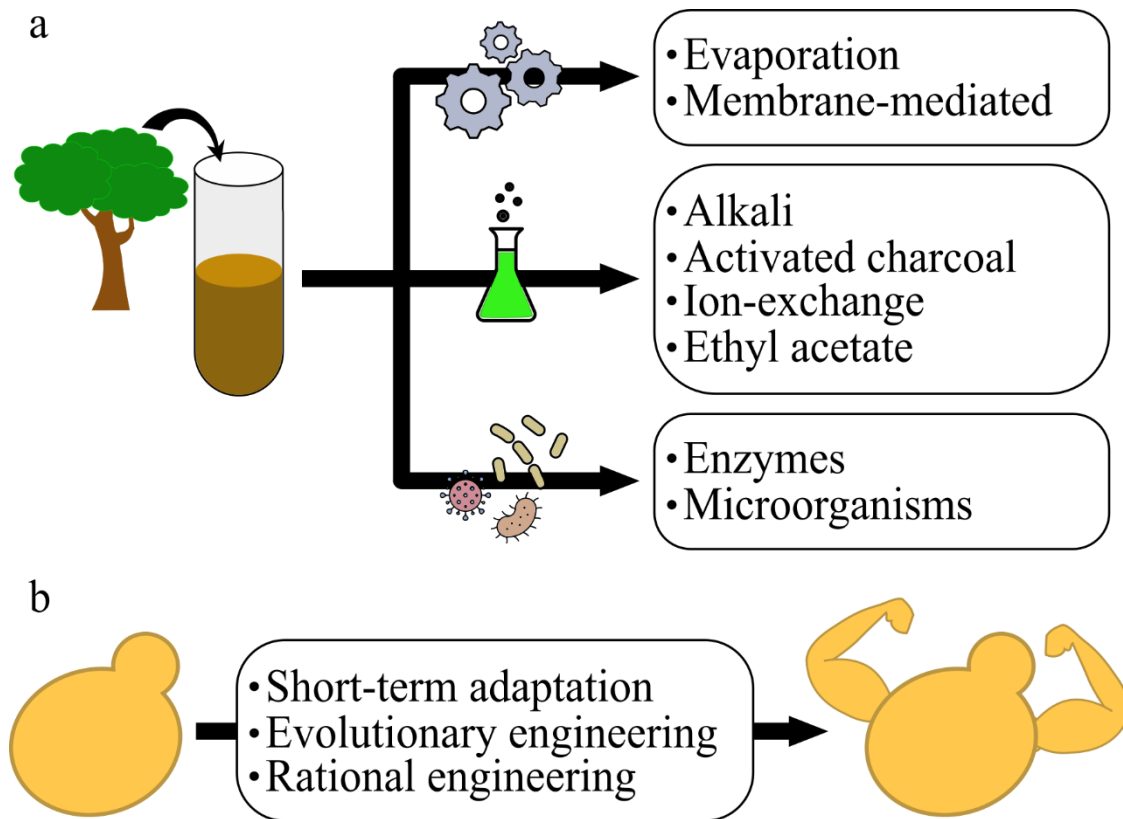 a
•Evaporation
•Membrane-mediated
•Alkali
•Activated charcoal
•Ion-exchange
•Ethyl acetate
•Enzymes
•Microorganisms
b
•Short-term adaptation
•Evolutionary engineering
•Rational engineering